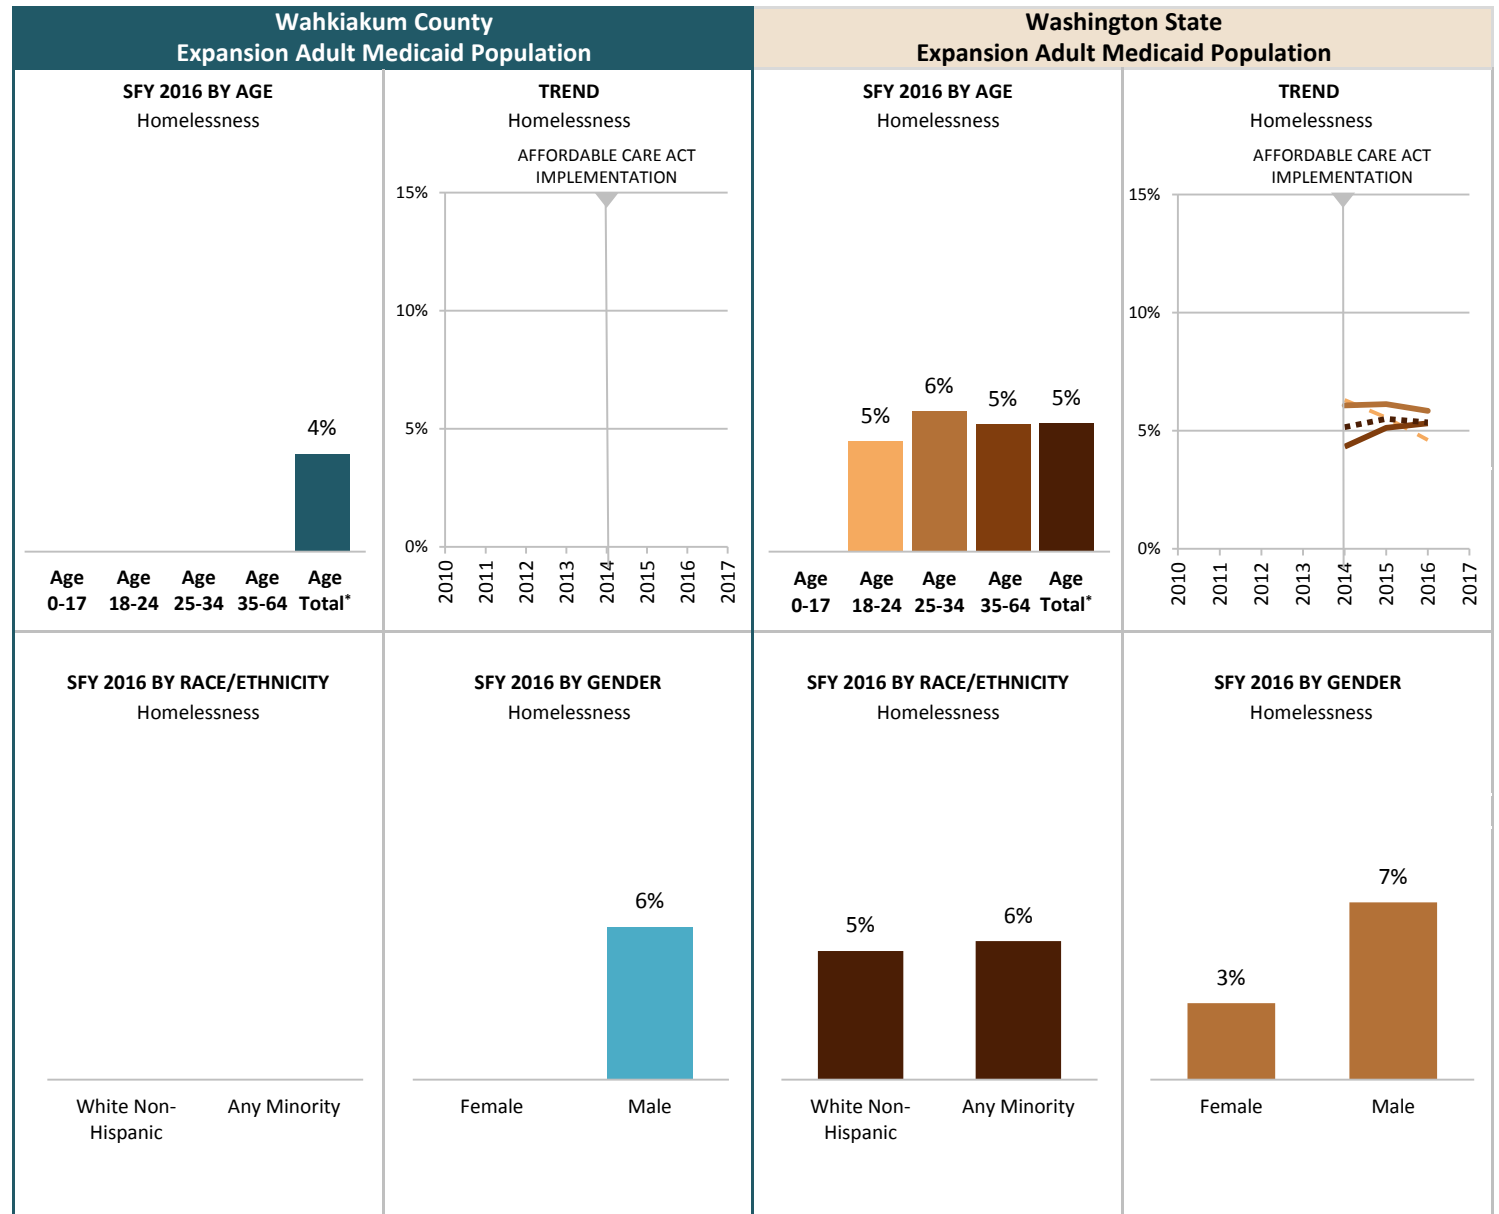 Wahkiakum County
Expansion Adult Medicaid Population
Washington State
Expansion Adult Medicaid Population
SFY 2016 BY AGE
Homelessness
4%
Age 0-17
Age 18-24
Age 25-34
Age 35-64
Age Total*
TREND
Homelessness
AFFORDABLE CARE ACT
IMPLEMENTATION
15%
10%
5%
0%
2010
2011
2012
2013
2014
2015
2016
2017
SFY 2016 BY AGE
Homelessness
5%
6%
5%
5%
Age 0-17
Age 18-24
Age 25-34
Age 35-64
Age Total*
TREND
Homelessness
AFFORDABLE CARE ACT
IMPLEMENTATION
15%
10%
5%
0%
2010
2011
2012
2013
2014
2015
2016
2017
SFY 2016 BY RACE/ETHNICITY
Homelessness
White Non-
Hispanic
Any Minority
SFY 2016 BY GENDER
Homelessness
6%
Female
Male
SFY 2016 BY RACE/ETHNICITY
Homelessness
5%
6%
White Non-
Hispanic
Any Minority
SFY 2016 BY GENDER
Homelessness
3%
7%
Female
Male